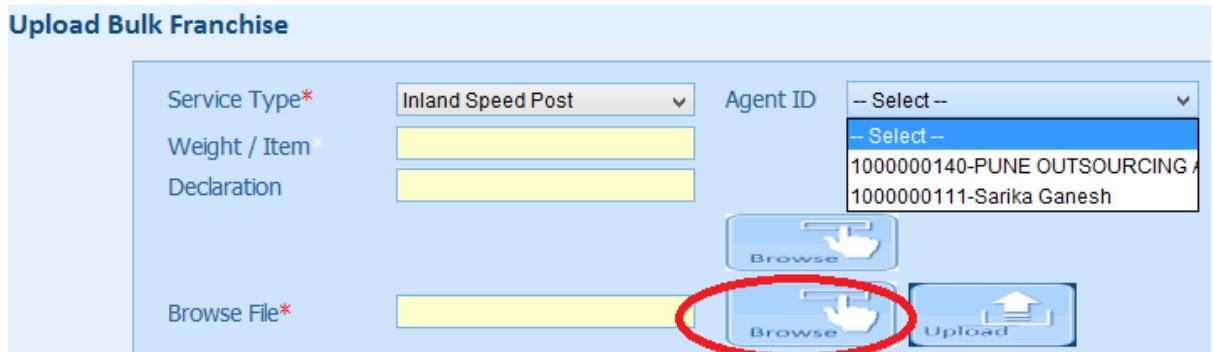 Upload Bulk Franchise
Service Type* Inland Speed Post Agent ID -- Select --
-- Select --
Weight / Item*
1000000140-PUNE OUTSOURCING
Declaration
1000000111-Sarika Ganesh
Browse
Browse File* Browse Upload